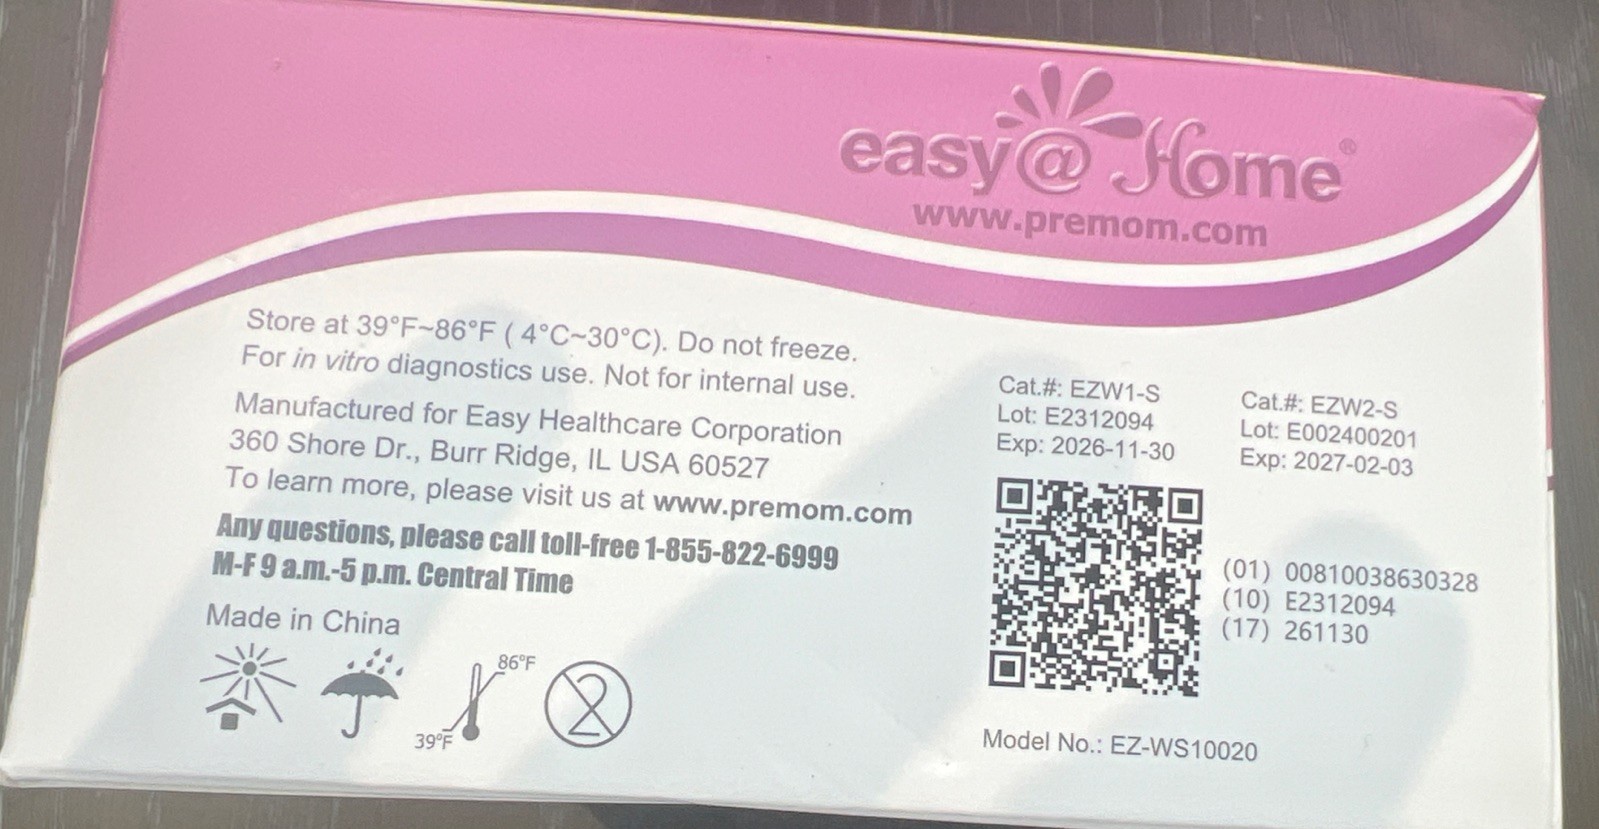 easy@Home®
www.premom.com
Store at 39°F~86°F ( 4°C~30°C). Do not freeze.
For in vitro diagnostics use. Not for internal use.
Manufactured for Easy Healthcare Corporation
360 Shore Dr., Burr Ridge, IL USA 60527
To learn more, please visit us at www.premom.com
Any questions, please call toll-free 1-855-822-6999
M-F 9 a.m.-5 p.m. Central Time
Made in China
86°F
39°F
2
Cat.#: EZW1-S
Lot: E2312094
Exp: 2026-11-30
Cat.#: EZW2-S
Lot: E002400201
Exp: 2027-02-03
(01) 00810038630328
(10) E2312094
(17) 261130
Model No.: EZ-WS10020